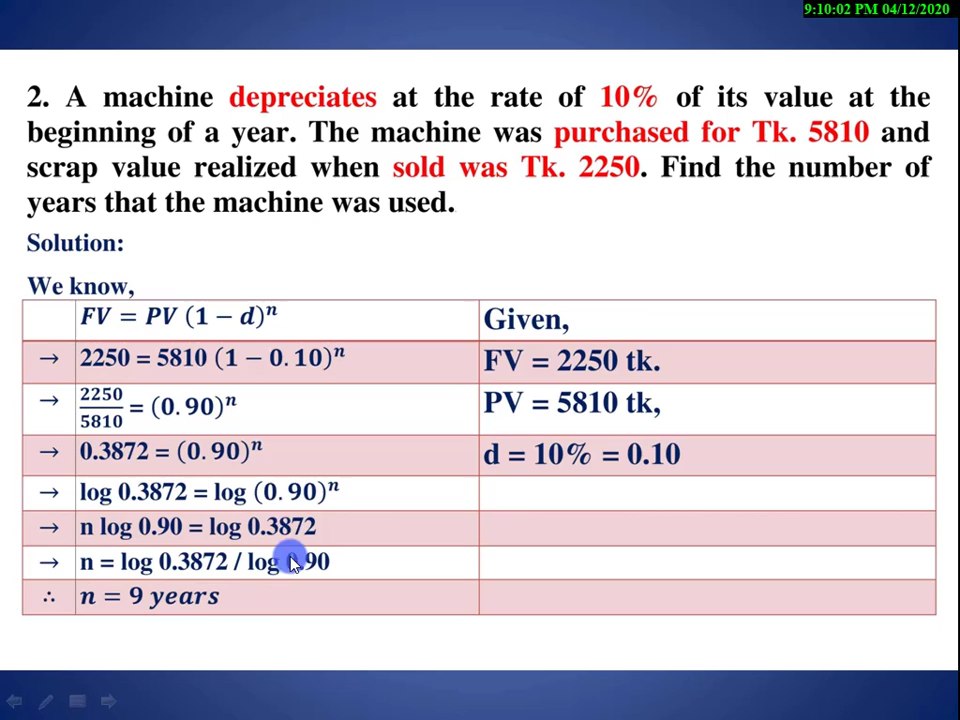 9:10:02 PM 04/12/2020
2. A machine depreciates at the rate of 10% of its value at the
beginning of a year. The machine was purchased for Tk. 5810 and
scrap value realized when sold was Tk. 2250. Find the number of
years that the machine was used.
Solution:
We know,
FV = PV (1 − d)ⁿ Given,
→ 2250 = 5810 (1 − 0.10)ⁿ FV = 2250 tk.
→ 2250/5810 = (0.90)ⁿ PV = 5810 tk,
→ 0.3872 = (0.90)ⁿ d = 10% = 0.10
→ log 0.3872 = log (0.90)ⁿ
→ n log 0.90 = log 0.3872
→ n = log 0.3872 / log 0.90
∴ n = 9 years